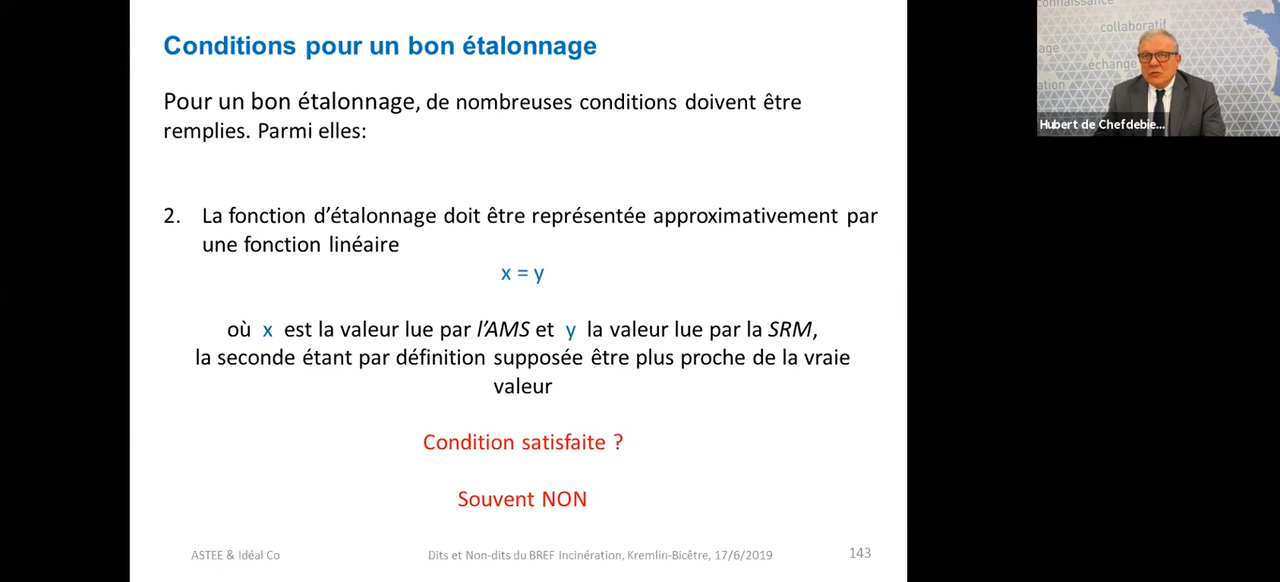 Conditions pour un bon étalonnage
Pour un bon étalonnage, de nombreuses conditions doivent être
remplies. Parmi elles:
2. La fonction d'étalonnage doit être représentée approximativement par
une fonction linéaire
x = y
où x est la valeur lue par l'AMS et y la valeur lue par la SRM,
la seconde étant par définition supposée être plus proche de la vraie
valeur
Condition satisfaite ?
Souvent NON
ASTEE & Idéal Co
Dits et Non-dits du BREF Incinération, Kremlin-Bicêtre, 17/6/2019
143
connaissance
collaboratif
échange
Hubert de Chefdebie...